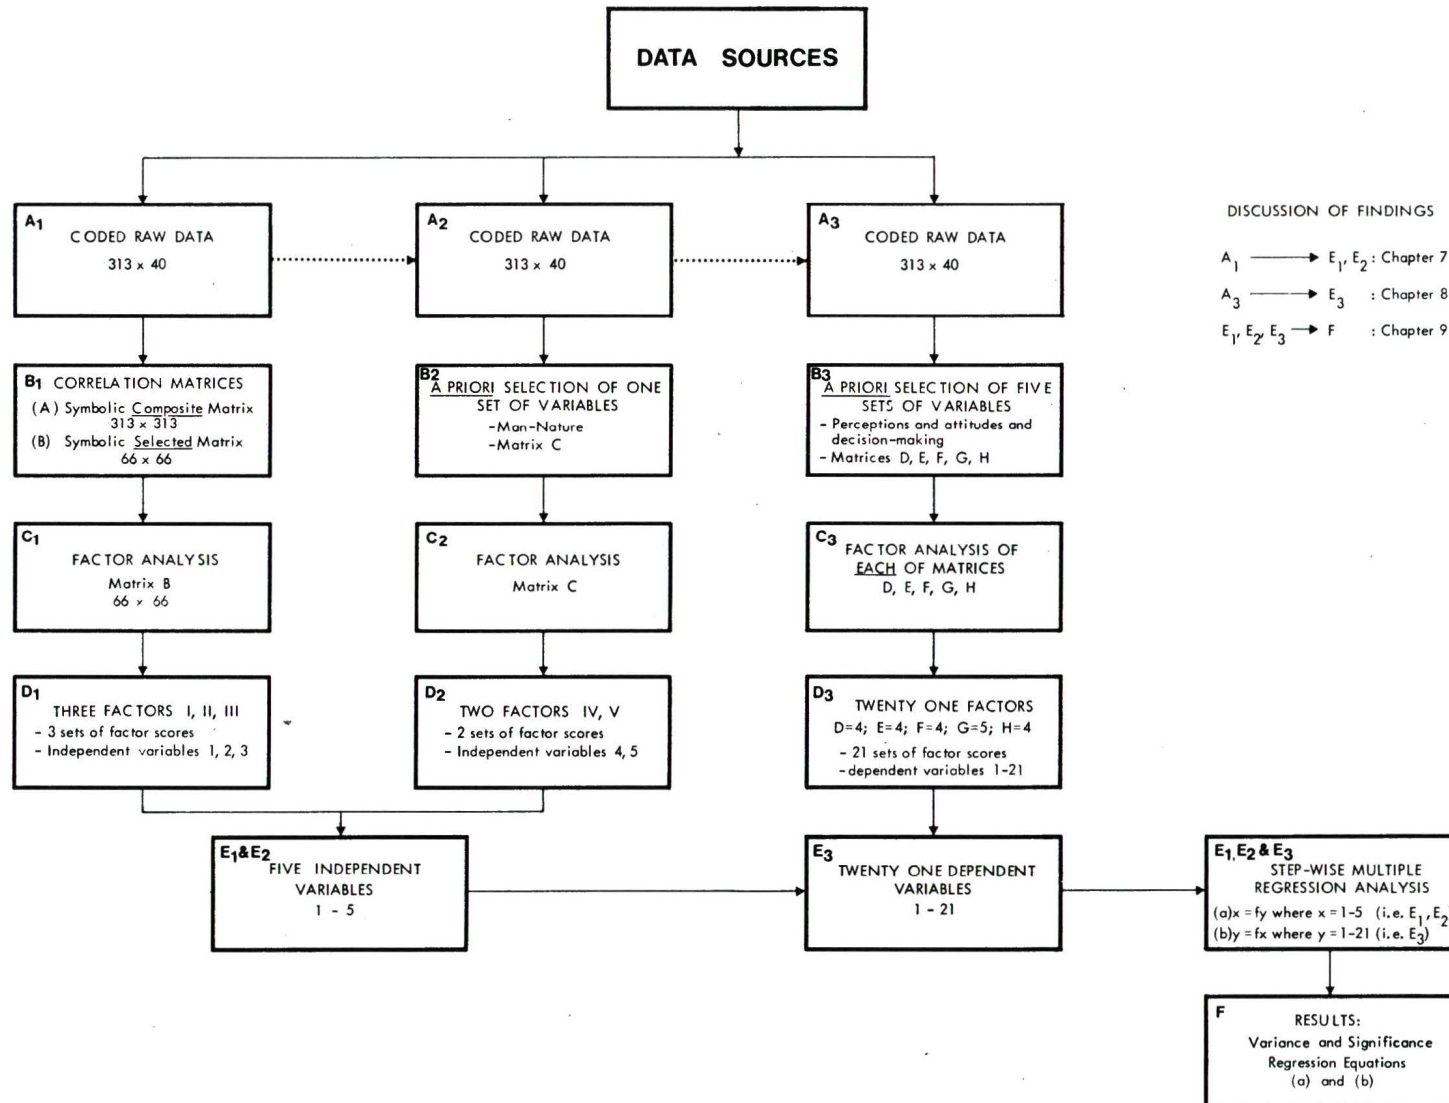 DATA SOURCES
A1
CODED RAW DATA
313 x 40
A2
CODED RAW DATA
313 x 40
A3
CODED RAW DATA
313 x 40
DISCUSSION OF FINDINGS
A1 → E1, E2 : Chapter 7
A3 → E3 : Chapter 8
E1, E2, E3 → F : Chapter 9
B1 CORRELATION MATRICES
(A) Symbolic Composite Matrix
313 x 313
(B) Symbolic Selected Matrix
66 x 66
B2
A PRIORI SELECTION OF ONE
SET OF VARIABLES
-Man-Nature
-Matrix C
B3
A PRIORI SELECTION OF FIVE
SETS OF VARIABLES
- Perceptions and attitudes and
decision-making
- Matrices D, E, F, G, H
C1
FACTOR ANALYSIS
Matrix B
66 x 66
C2
FACTOR ANALYSIS
Matrix C
C3
FACTOR ANALYSIS OF
EACH OF MATRICES
D, E, F, G, H
D1
THREE FACTORS I, II, III
- 3 sets of factor scores
- Independent variables 1, 2, 3
D2
TWO FACTORS IV, V
- 2 sets of factor scores
- Independent variables 4, 5
D3
TWENTY ONE FACTORS
D=4; E=4; F=4; G=5; H=4
- 21 sets of factor scores
-dependent variables 1-21
E1&E2
FIVE INDEPENDENT
VARIABLES
1 - 5
E3
TWENTY ONE DEPENDENT
VARIABLES
1 - 21
E1, E2 & E3
STEP-WISE MULTIPLE
REGRESSION ANALYSIS
(a)x = fy where x = 1-5 (i.e. E1, E2)
(b)y = fx where y = 1-21 (i.e. E3)
F
RESULTS:
Variance and Significance
Regression Equations
(a) and (b)